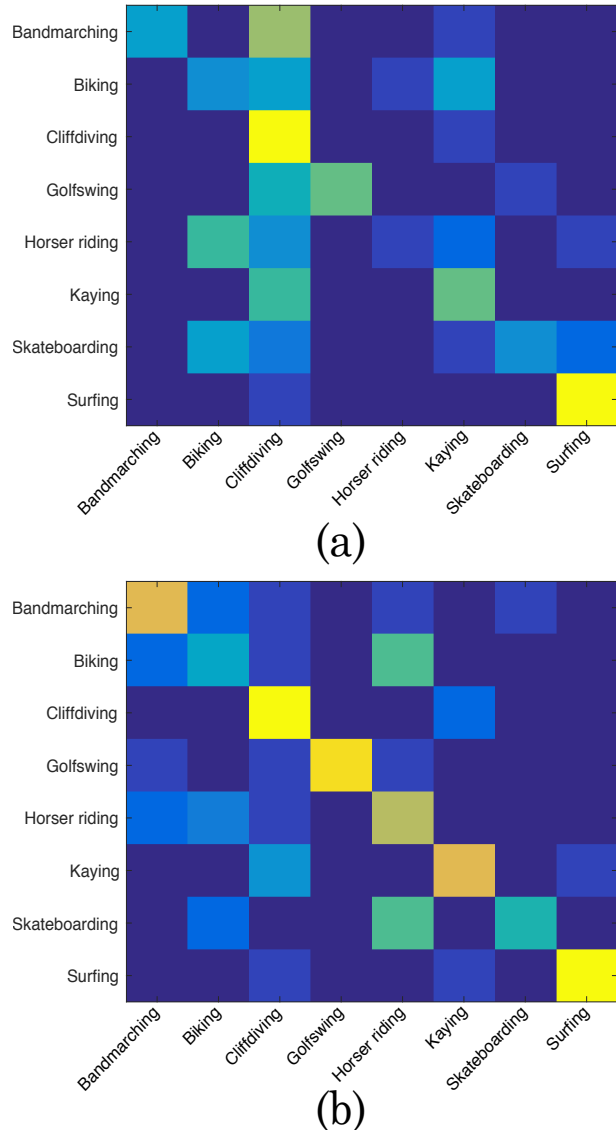 Bandmarching
Biking
Cliffdiving
Golfswing
Horser riding
Kaying
Skateboarding
Surfing
Bandmarching
Biking
Cliffdiving
Golfswing
Horser riding
Kaying
Skateboarding
Surfing
(a)
Bandmarching
Biking
Cliffdiving
Golfswing
Horser riding
Kaying
Skateboarding
Surfing
Bandmarching
Biking
Cliffdiving
Golfswing
Horser riding
Kaying
Skateboarding
Surfing
(b)